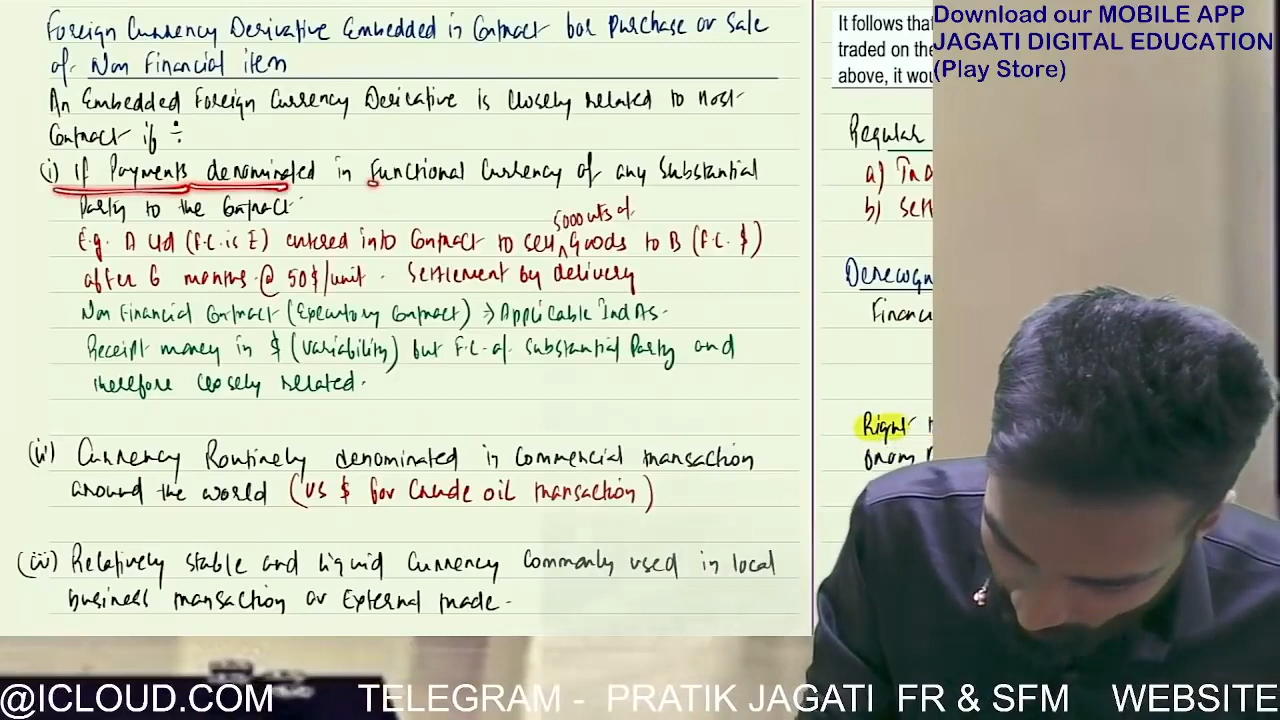 Foreign Currency Derivative Embedded in Contract for Purchase or Sale
of Non Financial item
An Embedded Foreign Currency Derivative is closely related to Host
Contract if ÷
(i) If Payments denominated in Functional Currency of any Substantial
Party to the Contract.
5000 uts of
E.g. A Ltd (F.C. is £) entered into Contract to sell Goods to B (F.C. $)
after 6 months @ 50$/unit. Settlement by delivery
Non Financial Contract (Executory Contract) → Applicable Ind AS.
Receipt money in $ (variability) but F.C. of Substantial Party and
therefore closely related.
(ii) Currency Routinely denominated in commercial transaction
around the world (US $ for Crude oil transaction)
(iii) Relatively stable and liquid currency commonly used in local
business transaction or External trade.
It follows that
traded on the
above, it wou
Regular
a) Tra
b) Sett
Derecogn
Financi
Right
from
Download our MOBILE APP
JAGATI DIGITAL EDUCATION
(Play Store)
@ICLOUD.COM TELEGRAM - PRATIK JAGATI FR & SFM WEBSITE